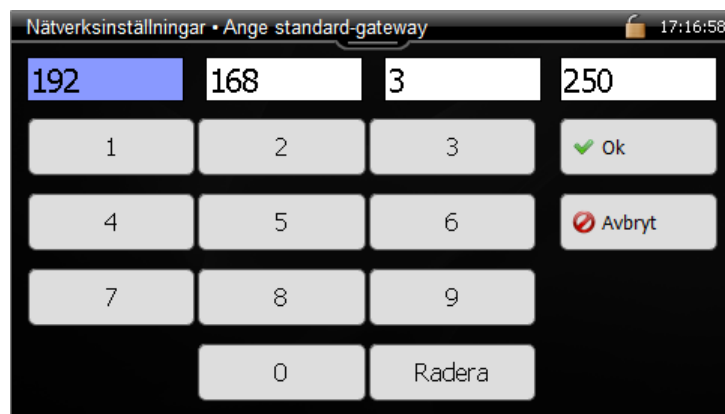 Nätverksinställningar • Ange standard-gateway 17:16:58
192 168 3 250
1 2 3 Ok
4 5 6 Avbryt
7 8 9
0 Radera